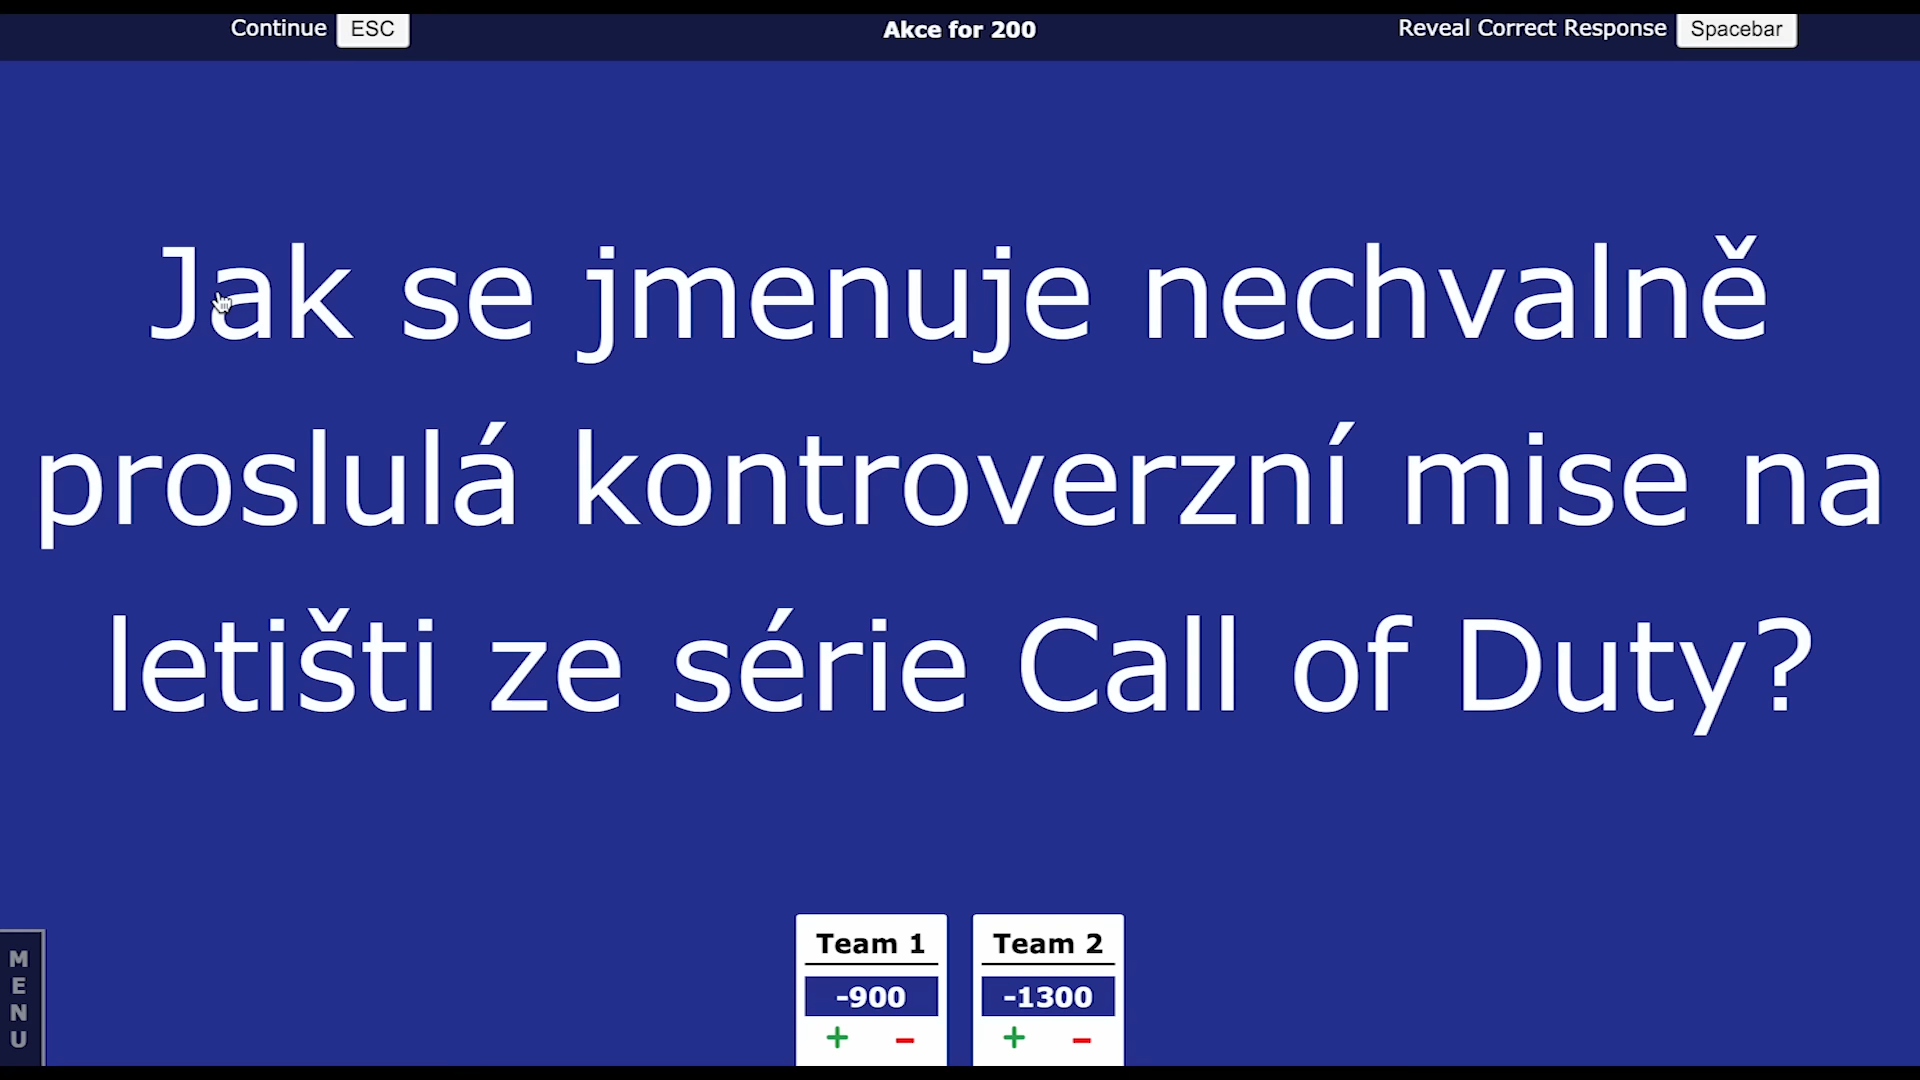 Continue ESC
Akce for 200
Reveal Correct Response Spacebar
Jak se jmenuje nechvalně
proslulá kontroverzní mise na
letišti ze série Call of Duty?
MENU
Team 1
-900
+ -
Team 2
-1300
+ -